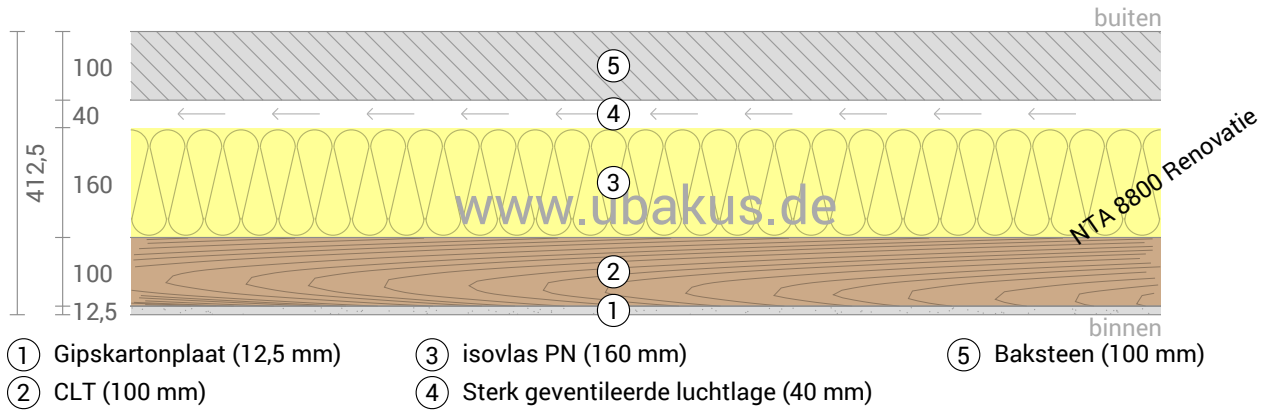 buiten
100
5
40
4
412,5
160
3
www.ubakus.de
NTA 8800 Renovatie
100
2
12,5
1
binnen
1 Gipskartonplaat (12,5 mm)
3 isovlas PN (160 mm)
5 Baksteen (100 mm)
2 CLT (100 mm)
4 Sterk geventileerde luchtlage (40 mm)